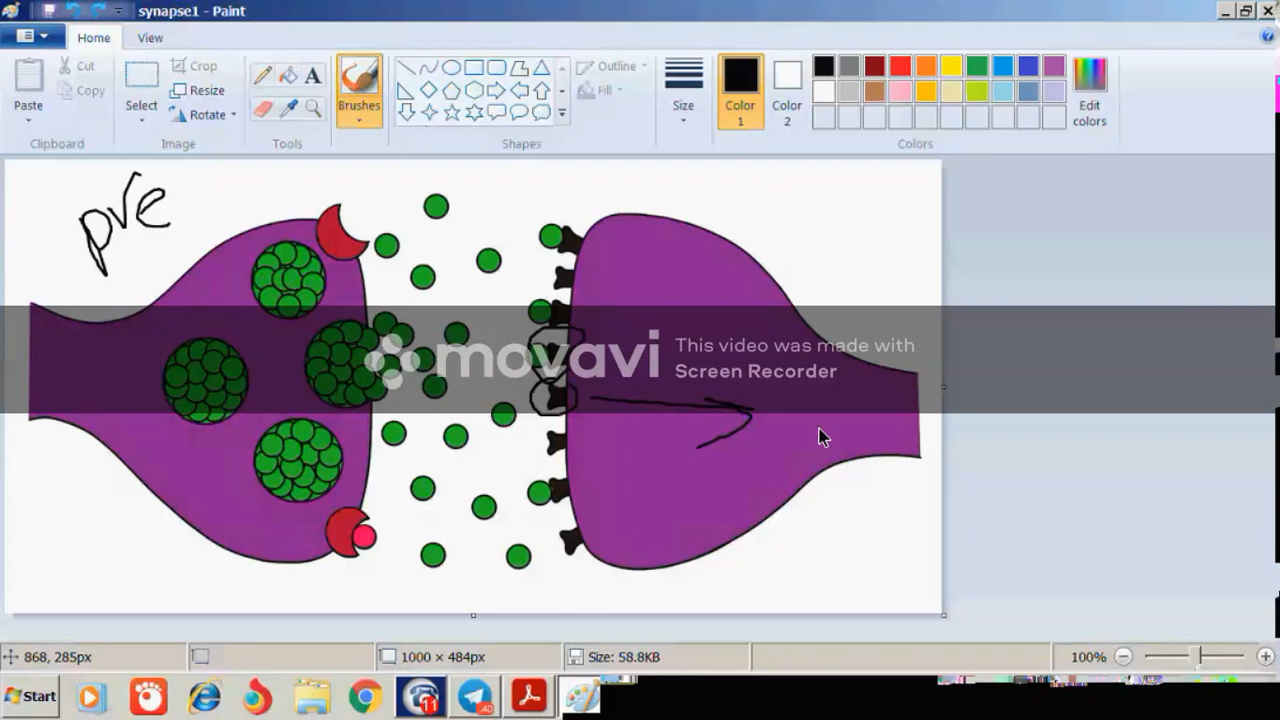 synapse1 - Paint
Home View
Paste
Cut
Copy
Clipboard
Select
Crop
Resize
Rotate
Image
A
Tools
Brushes
Shapes
Outline
Fill
Size
Color 1
Color 2
Edit colors
Colors
pre
movavi
This video was made with
Screen Recorder
868, 285px
1000 × 484px
Size: 58.8KB
100%
Start
11
40